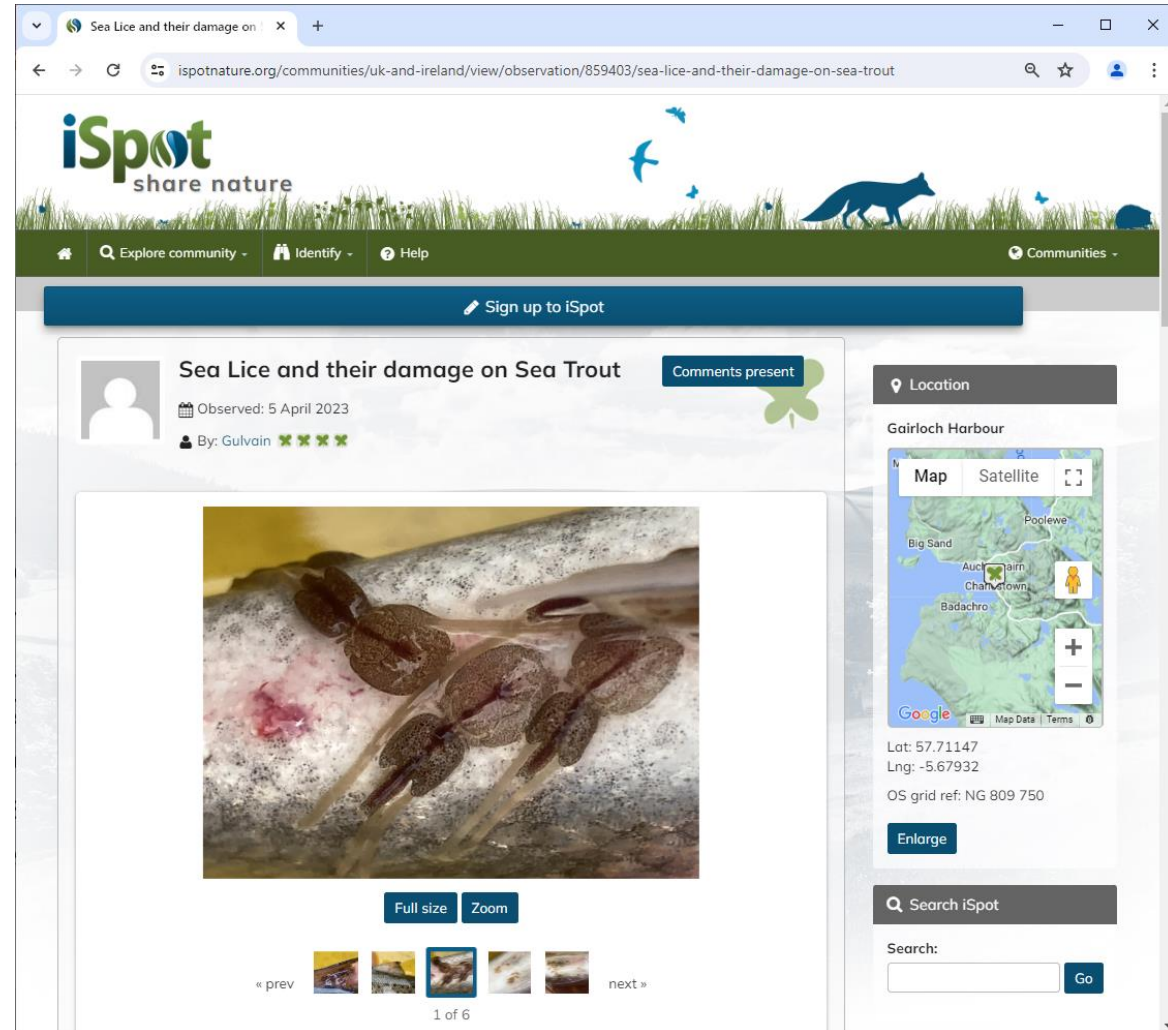 Sea Lice and their damage on
ispotnature.org/communities/uk-and-ireland/view/observation/859403/sea-lice-and-their-damage-on-sea-trout
iSpot
share nature
Explore community
Identify
Help
Communities
Sign up to iSpot
Sea Lice and their damage on Sea Trout
Comments present
Observed: 5 April 2023
By: Gulvain
Full size
Zoom
« prev
next »
1 of 6
Location
Gairloch Harbour
Map
Satellite
Poolewe
Big Sand
Badachro
Google
Map Data
Terms
Lat: 57.71147
Lng: -5.67932
OS grid ref: NG 809 750
Enlarge
Search iSpot
Search:
Go